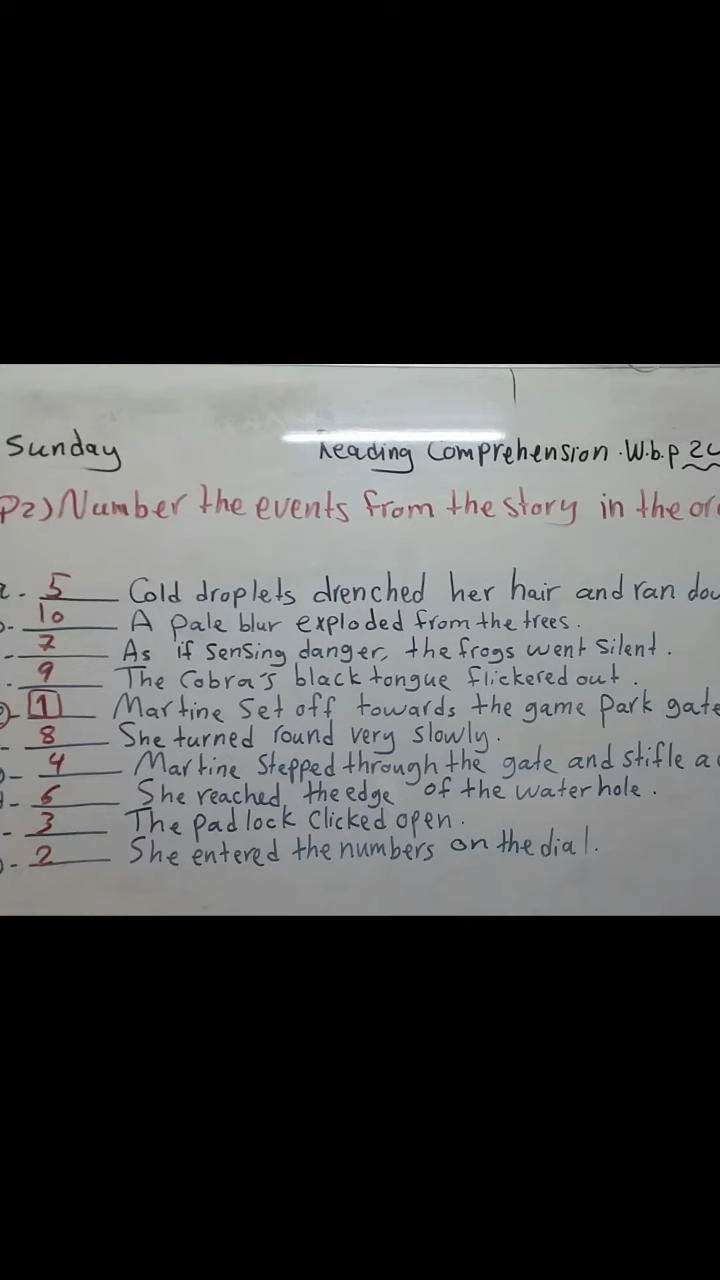 Sunday Reading Comprehension. W.b.p
P2) Number the events from the story in the
5 Cold droplets drenched her hair and ran
10 A pale blur exploded from the trees.
7 As if sensing danger, the frogs went silent.
9 The Cobra's black tongue flickered out.
1 Martine set off towards the game park gate
8 She turned round very slowly.
4 Martine stepped through the gate and stifle a
6 She reached the edge of the water hole.
3 The padlock clicked open.
2 She entered the numbers on the dial.